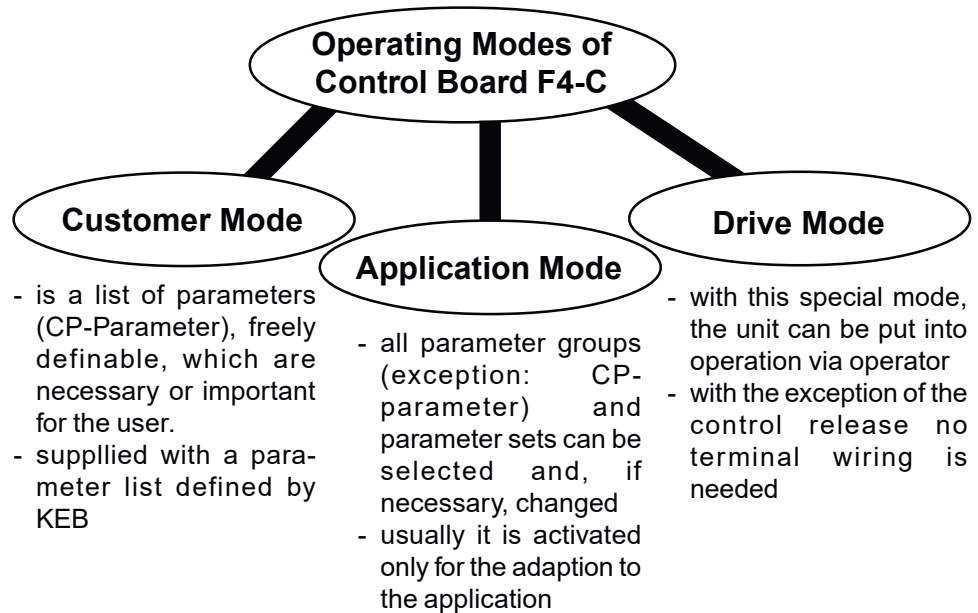 Operating Modes of
Control Board F4-C
Customer Mode
- is a list of parameters
(CP-Parameter), freely
definable, which are
necessary or important
for the user.
- suppllied with a para-
meter list defined by
KEB
Application Mode
- all parameter groups
(exception: CP-
parameter) and
parameter sets can be
selected and, if
necessary, changed
- usually it is activated
only for the adaption to
the application
Drive Mode
- with this special mode,
the unit can be put into
operation via operator
- with the exception of the
control release no
terminal wiring is
needed